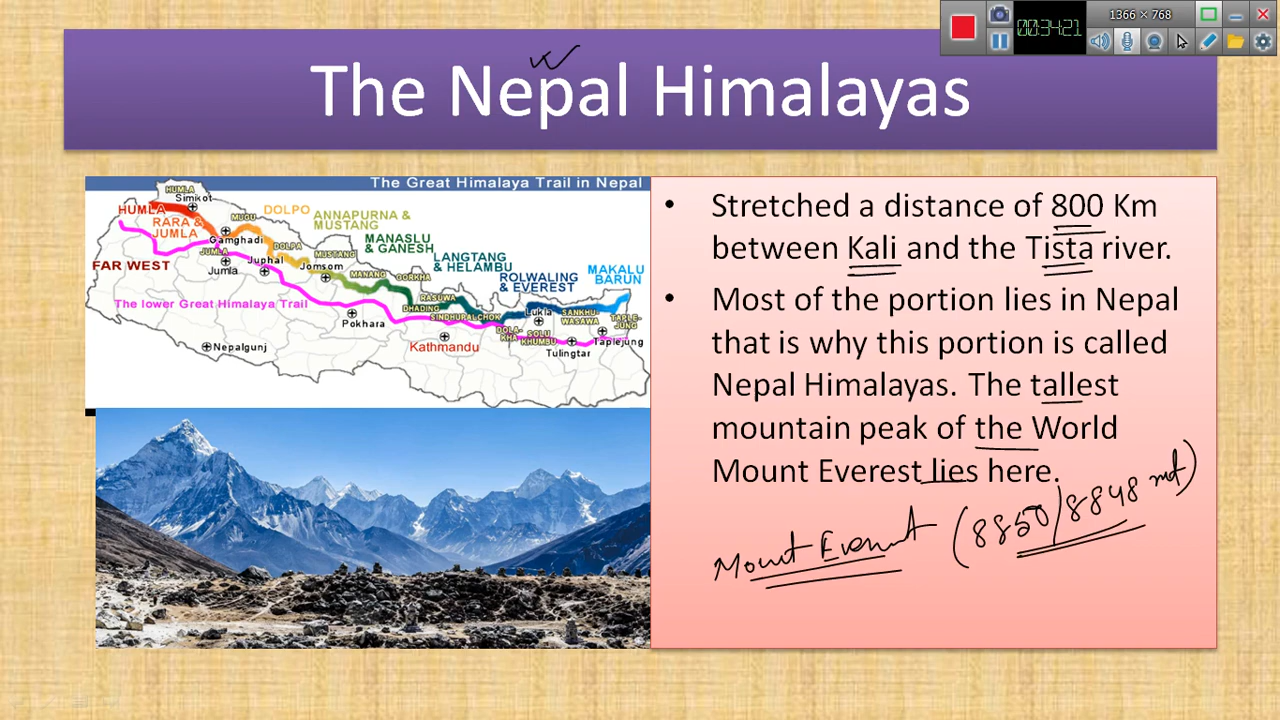 1366 × 768
00:34:21
The Nepal Himalayas
The Great Himalaya Trail in Nepal
HUMLA
Simikot
HUMLA
RARA &
JUMLA
MUGU
DOLPO
Gamghadi
ANNAPURNA &
MUSTANG
JUMLA
DOLPA
MANASLU
& GANESH
Jumla
Juphal
Jomsom
MUSTANG
FAR WEST
MANANG
GORKHA
LANGTANG
& HELAMBU
ROLWALING
& EVEREST
MAKALU
BARUN
The lower Great Himalaya Trail
RASUWA
DHADING
SINDHUPALCHOK
Lukla
SANKHU-
WASAWA
TAPLE-
JUNG
Pokhara
DOLA-
KHA
SOLU
KHUMBU
Taplejung
Nepalgunj
Kathmandu
Tulingtar
• Stretched a distance of 800 Km
between Kali and the Tista river.
• Most of the portion lies in Nepal
that is why this portion is called
Nepal Himalayas. The tallest
mountain peak of the World
Mount Everest lies here.
Mount Everest (8850/8848 mt)